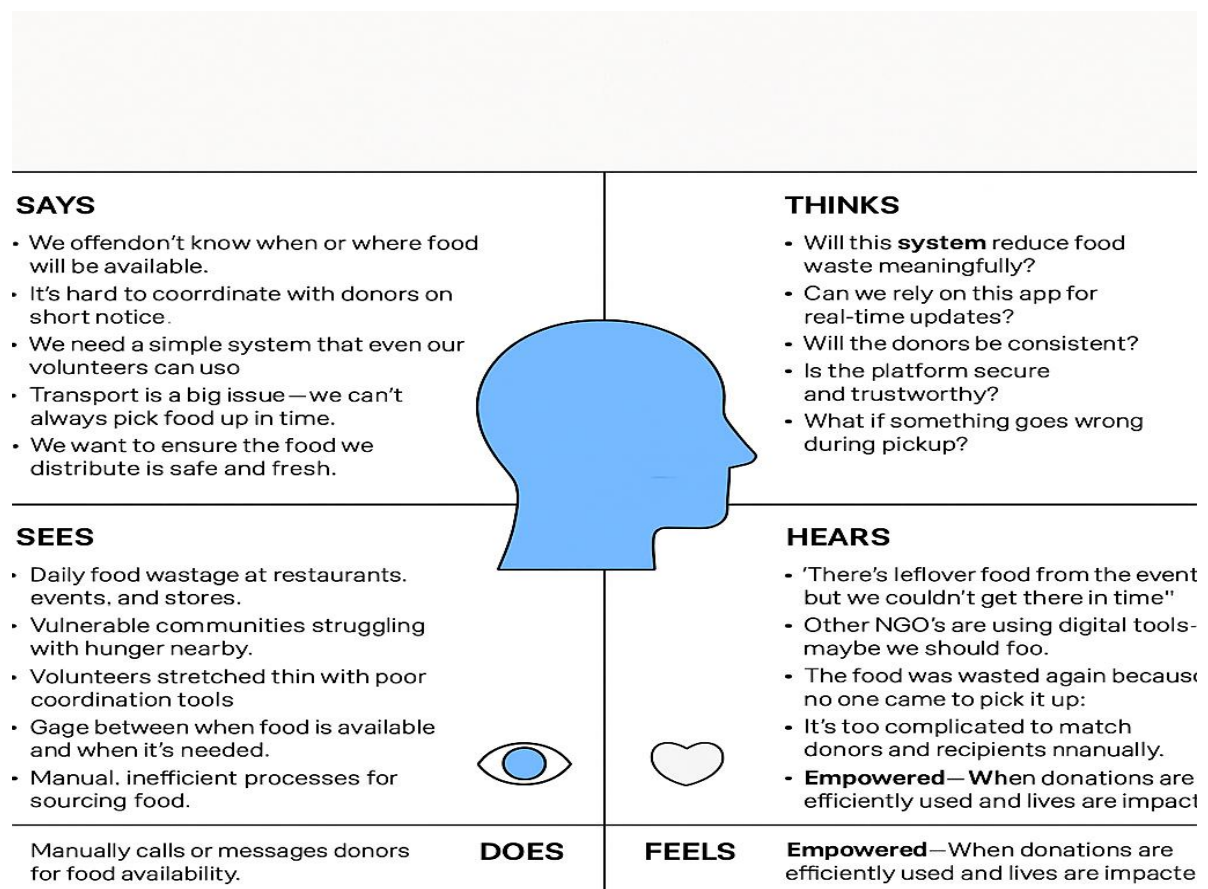 SAYS
• We offendon't know when or where food
will be available.
• It's hard to coorrdinate with donors on
short notice.
• We need a simple system that even our
volunteers can uso
• Transport is a big issue—we can't
always pick food up in time.
• We want to ensure the food we
distribute is safe and fresh.
THINKS
• Will this system reduce food
waste meaningfully?
• Can we rely on this app for
real-time updates?
• Will the donors be consistent?
• Is the platform secure
and trustworthy?
• What if something goes wrong
during pickup?
SEES
• Daily food wastage at restaurants.
events, and stores.
• Vulnerable communities struggling
with hunger nearby.
• Volunteers stretched thin with poor
coordination tools
• Gage between when food is available
and when it's needed.
• Manual. inefficient processes for
sourcing food.
HEARS
• 'There's leflover food from the event
but we couldn't get there in time"
• Other NGO's are using digital tools-
maybe we should foo.
• The food was wasted again becaus
no one came to pick it up:
• It's too complicated to match
donors and recipients nnanually.
• Empowered—When donations are
efficiently used and lives are impact
DOES
Manually calls or messages donors
for food availability.
FEELS
Empowered—When donations are
efficiently used and lives are impacte